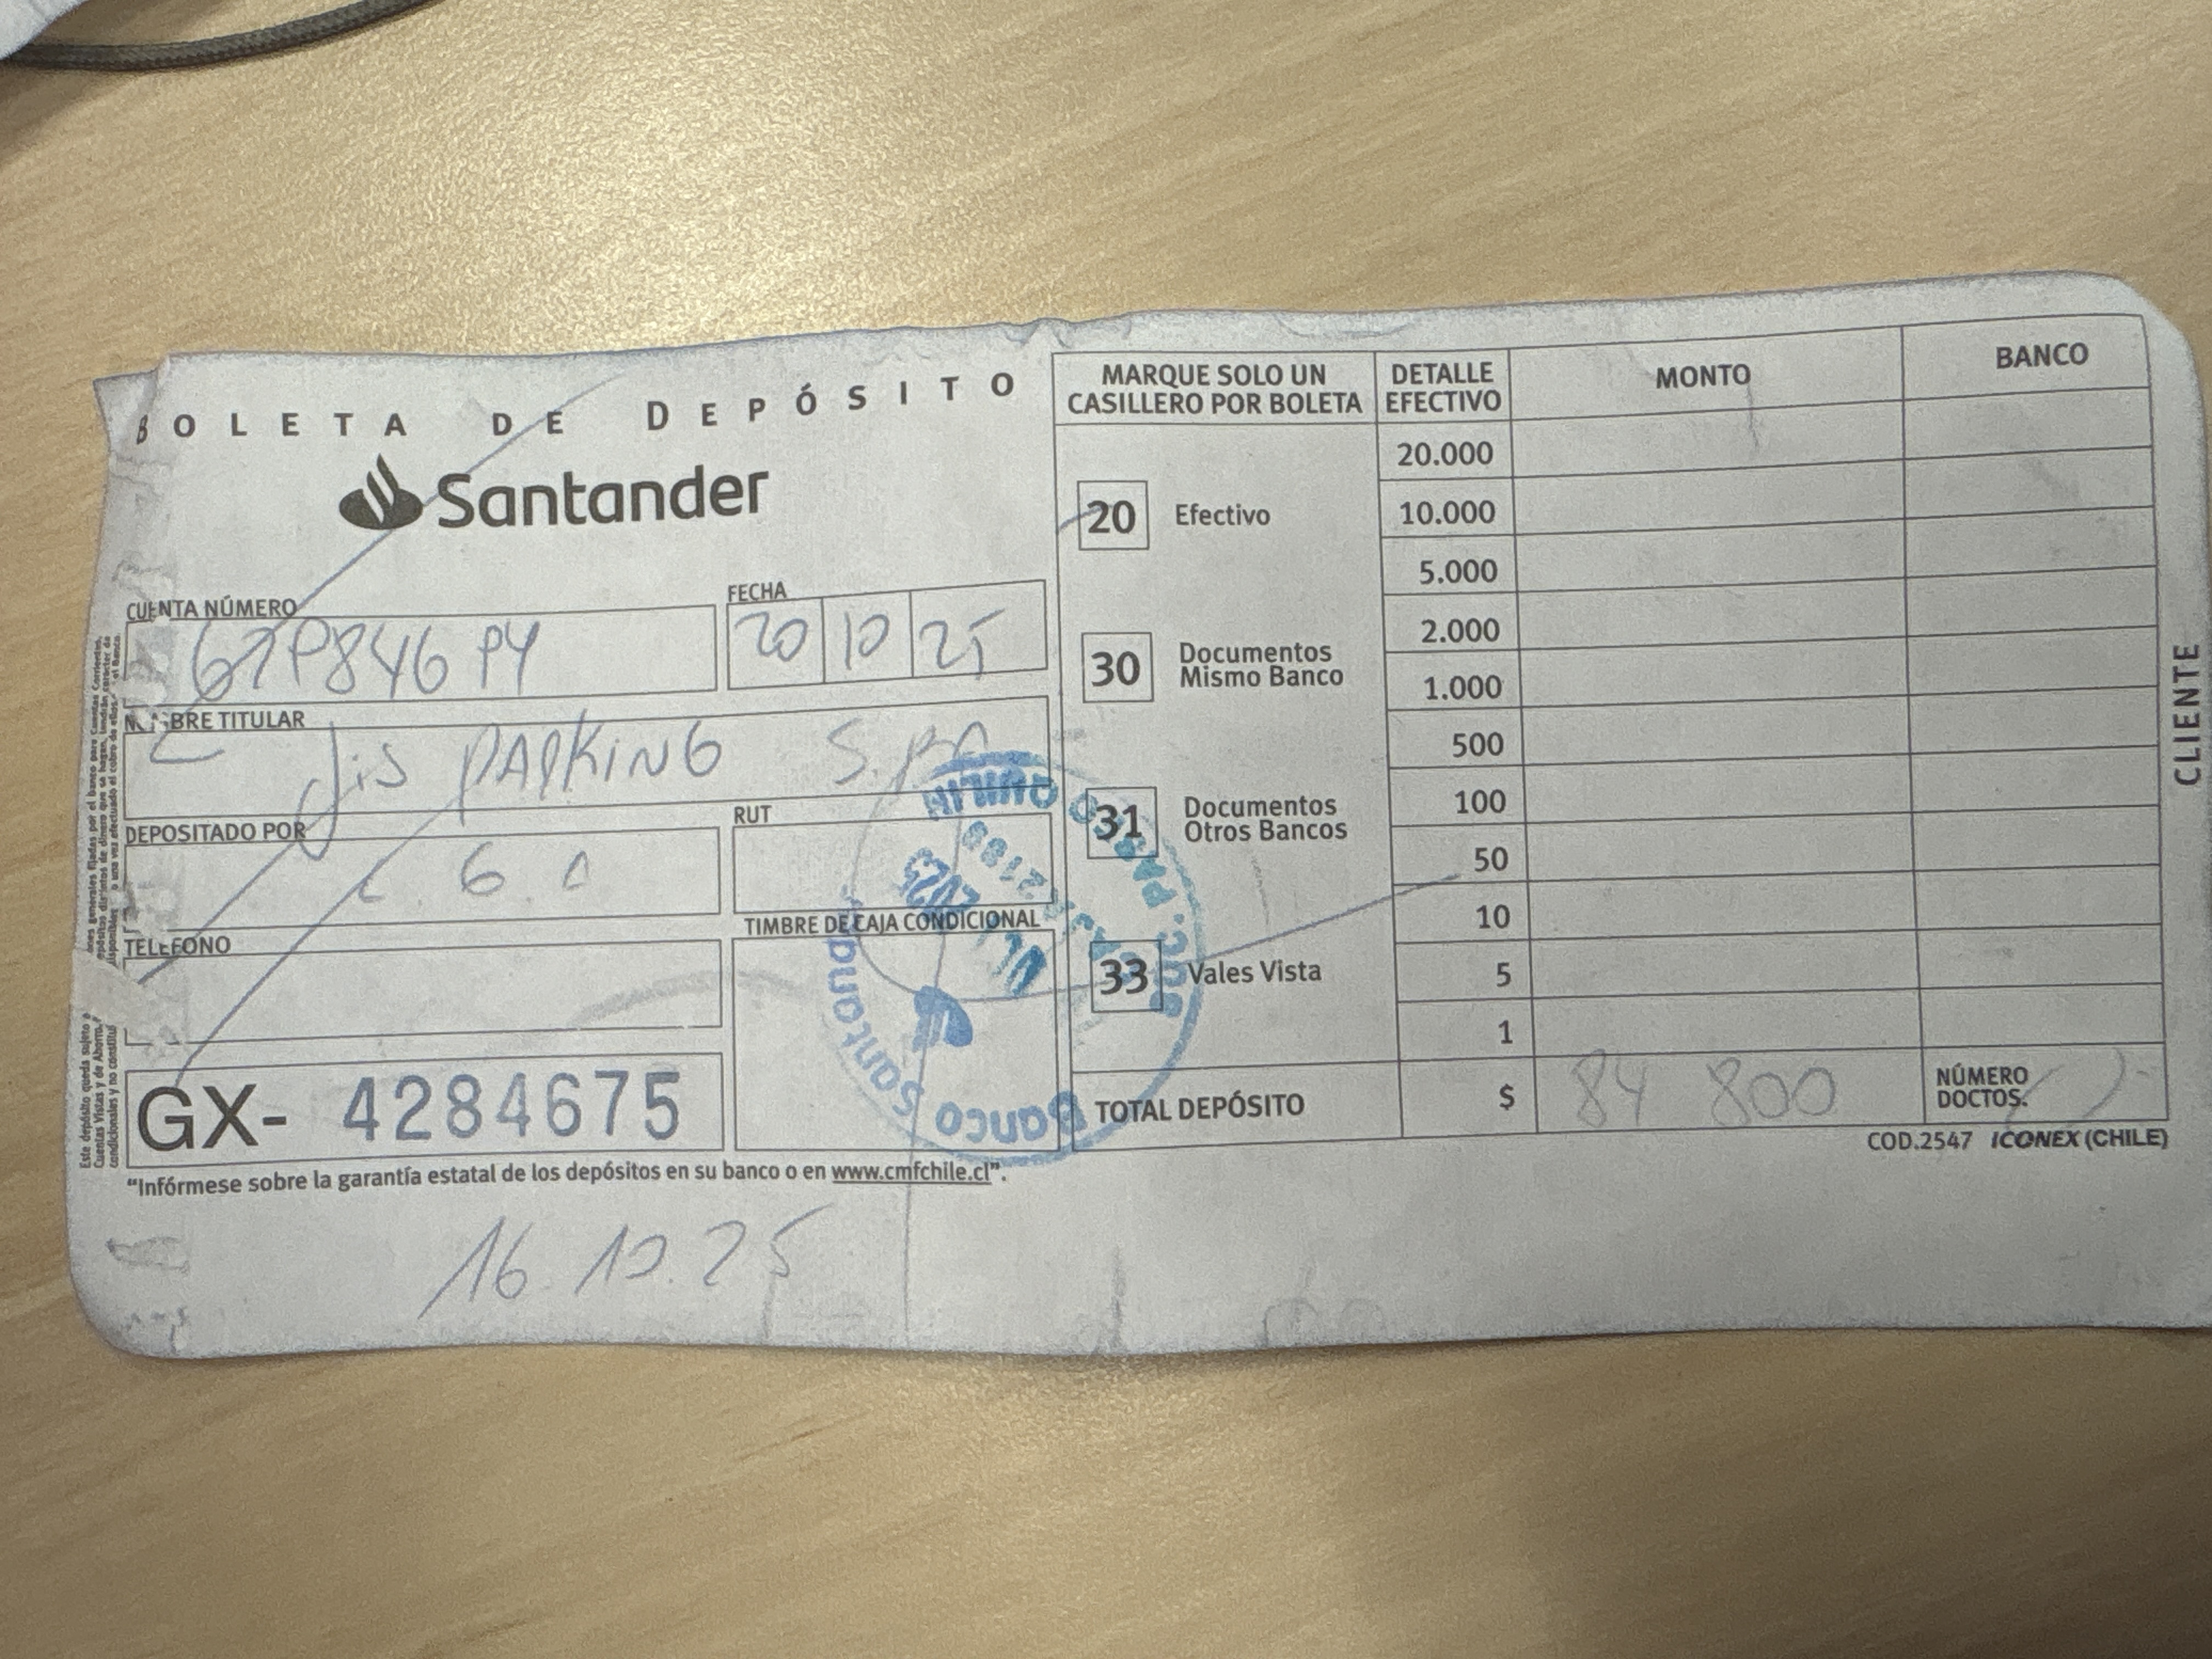 BOLETA DE DEPÓSITO
Santander
CUENTA NÚMERO
FECHA
20 10 25
NOMBRE TITULAR
Jis PARKING S.PA
DEPOSITADO POR
RUT
TELÉFONO
TIMBRE DE CAJA CONDICIONAL
GX- 4284675
"Infórmese sobre la garantía estatal de los depósitos en su banco o en www.cmfchile.cl".
16.10.25
MARQUE SOLO UN CASILLERO POR BOLETA
20 Efectivo
30 Documentos Mismo Banco
31 Documentos Otros Bancos
33 Vales Vista
DETALLE EFECTIVO
MONTO
BANCO
20.000
10.000
5.000
2.000
1.000
500
100
50
10
5
1
TOTAL DEPÓSITO $ 84 800
NÚMERO DOCTOS.
COD.2547 ICONEX (CHILE)
CLIENTE
Banco Santander